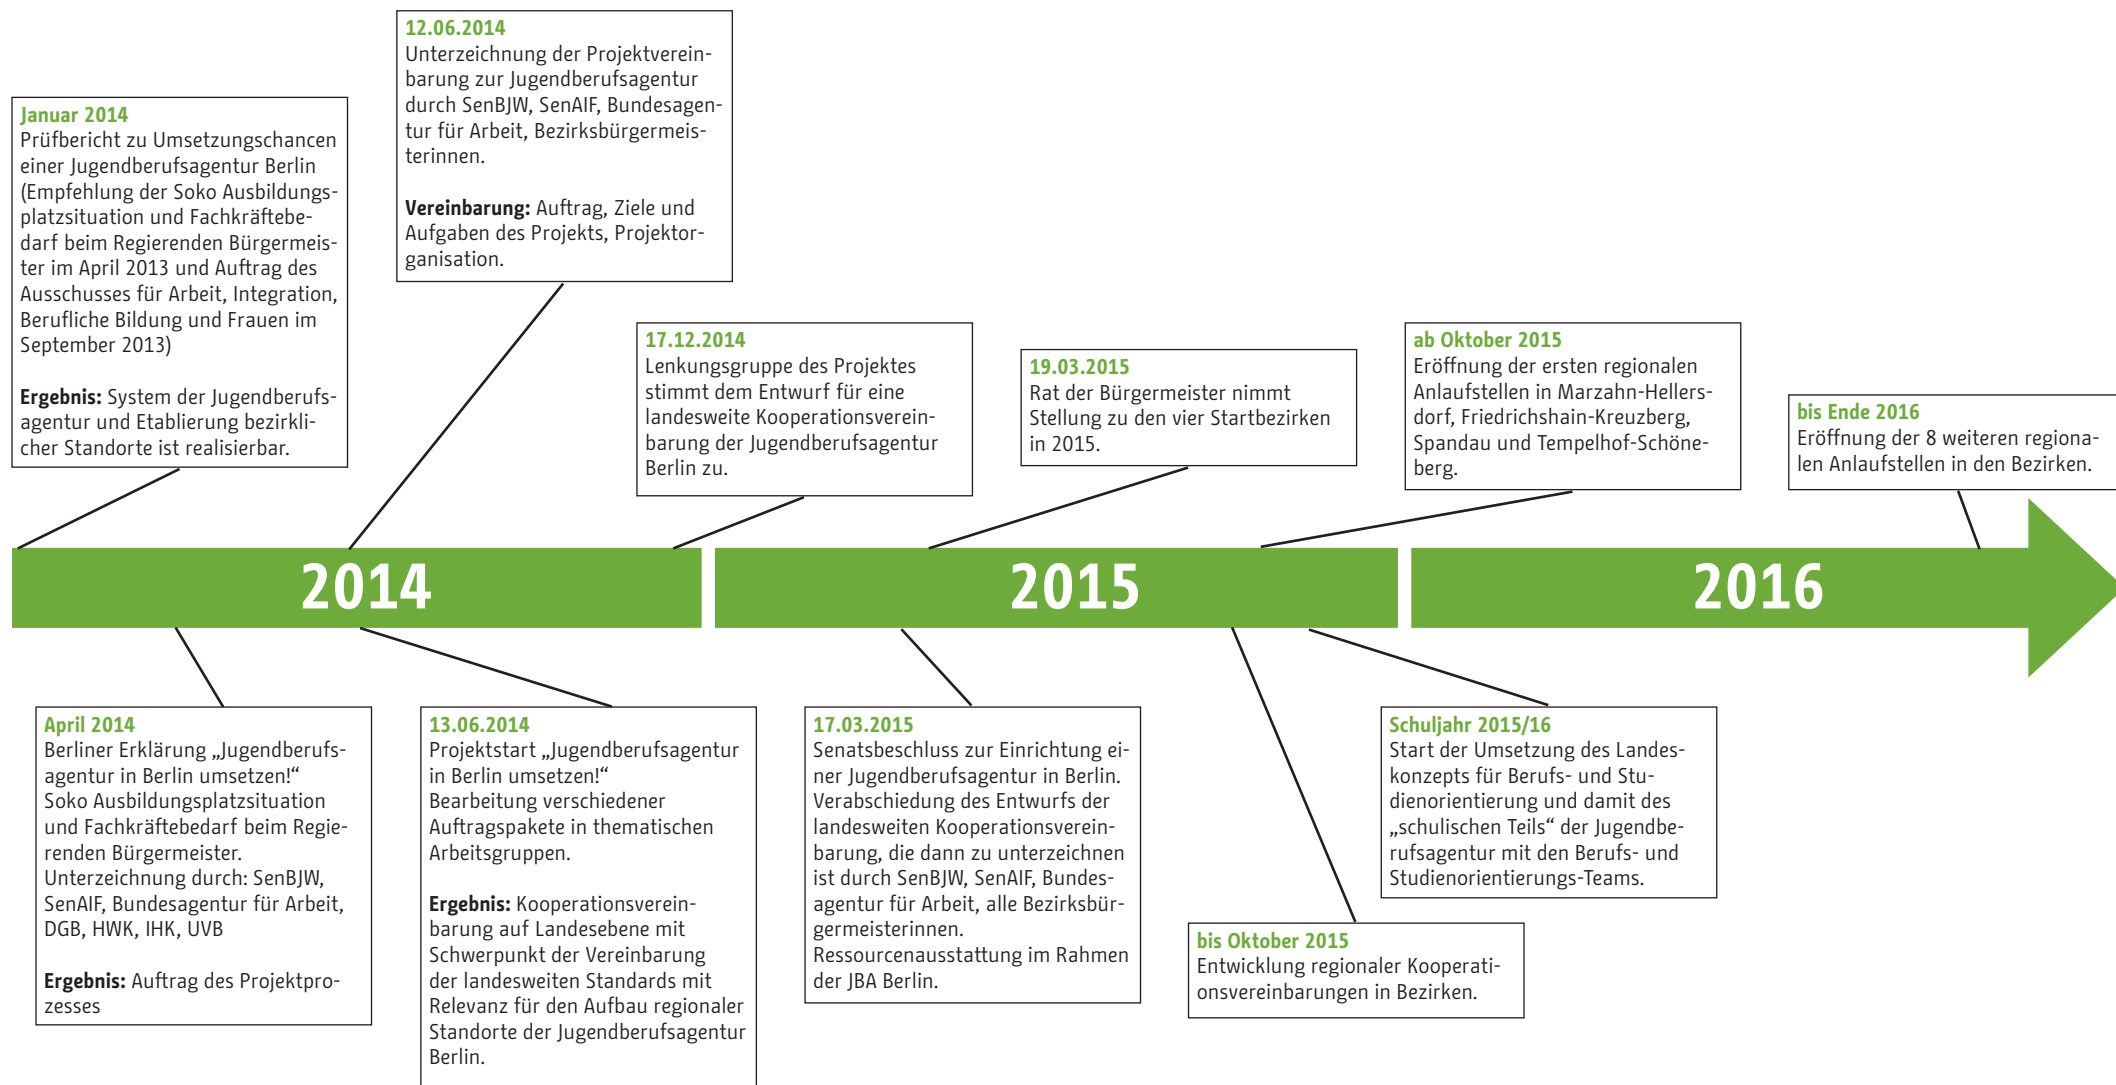 12.06.2014
Unterzeichnung der Projektverein-
barung zur Jugendberufsagentur
durch SenBJW, SenAIF, Bundesagen-
tur für Arbeit, Bezirksbürgermeis-
terinnen.
Vereinbarung: Auftrag, Ziele und
Aufgaben des Projekts, Projektor-
ganisation.
Januar 2014
Prüfbericht zu Umsetzungschancen
einer Jugendberufsagentur Berlin
(Empfehlung der Soko Ausbildungs-
platzsituation und Fachkräftebe-
darf beim Regierenden Bürgermeis-
ter im April 2013 und Auftrag des
Ausschusses für Arbeit, Integration,
Berufliche Bildung und Frauen im
September 2013)
Ergebnis: System der Jugendberufs-
agentur und Etablierung bezirkli-
cher Standorte ist realisierbar.
17.12.2014
Lenkungsgruppe des Projektes
stimmt dem Entwurf für eine
landesweite Kooperationsverein-
barung der Jugendberufsagentur
Berlin zu.
19.03.2015
Rat der Bürgermeister nimmt
Stellung zu den vier Startbezirken
in 2015.
ab Oktober 2015
Eröffnung der ersten regionalen
Anlaufstellen in Marzahn-Hellers-
dorf, Friedrichshain-Kreuzberg,
Spandau und Tempelhof-Schöne-
berg.
bis Ende 2016
Eröffnung der 8 weiteren regiona-
len Anlaufstellen in den Bezirken.
2014
2015
2016
April 2014
Berliner Erklärung „Jugendberufs-
agentur in Berlin umsetzen!“
Soko Ausbildungsplatzsituation
und Fachkräftebedarf beim Regie-
renden Bürgermeister.
Unterzeichnung durch: SenBJW,
SenAIF, Bundesagentur für Arbeit,
DGB, HWK, IHK, UVB
Ergebnis: Auftrag des Projektpro-
zesses
13.06.2014
Projektstart „Jugendberufsagentur
in Berlin umsetzen!“
Bearbeitung verschiedener
Auftragspakete in thematischen
Arbeitsgruppen.
Ergebnis: Kooperationsverein-
barung auf Landesebene mit
Schwerpunkt der Vereinbarung
der landesweiten Standards mit
Relevanz für den Aufbau regionaler
Standorte der Jugendberufsagentur
Berlin.
17.03.2015
Senatsbeschluss zur Einrichtung ei-
ner Jugendberufsagentur in Berlin.
Verabschiedung des Entwurfs der
landesweiten Kooperationsverein-
barung, die dann zu unterzeichnen
ist durch SenBJW, SenAIF, Bundes-
agentur für Arbeit, alle Bezirksbür-
germeisterinnen.
Ressourcenausstattung im Rahmen
der JBA Berlin.
bis Oktober 2015
Entwicklung regionaler Kooperati-
onsvereinbarungen in Bezirken.
Schuljahr 2015/16
Start der Umsetzung des Landes-
konzepts für Berufs- und Stu-
dienorientierung und damit des
„schulischen Teils“ der Jugendbe-
rufsagentur mit den Berufs- und
Studienorientierungs-Teams.